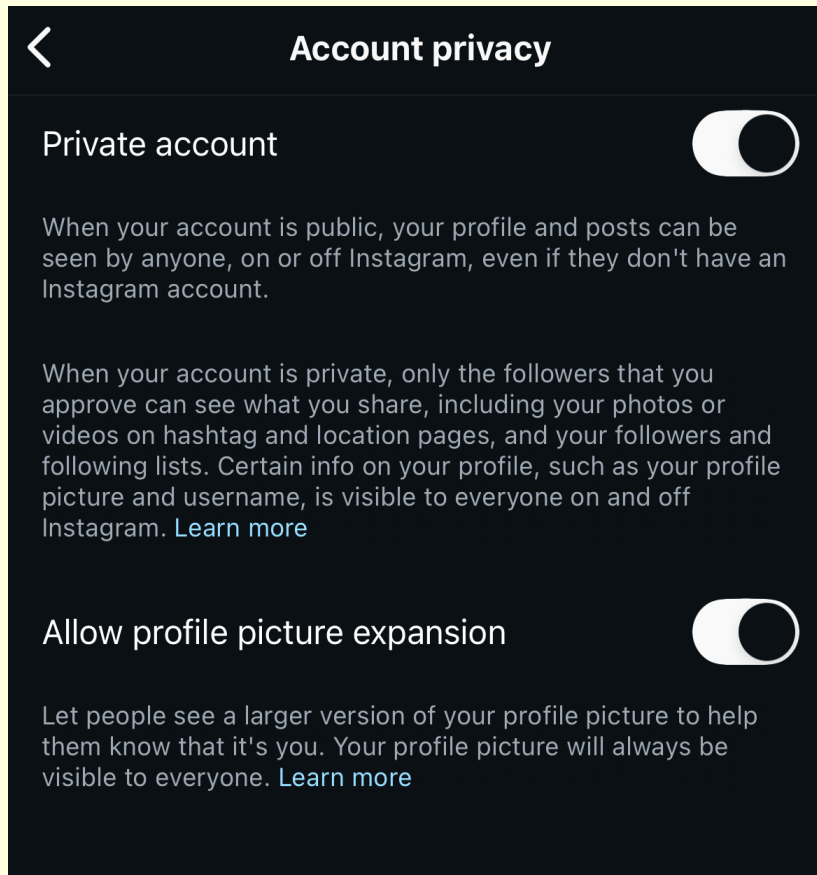 Account privacy
Private account
When your account is public, your profile and posts can be
seen by anyone, on or off Instagram, even if they don't have an
Instagram account.
When your account is private, only the followers that you
approve can see what you share, including your photos or
videos on hashtag and location pages, and your followers and
following lists. Certain info on your profile, such as your profile
picture and username, is visible to everyone on and off
Instagram. Learn more
Allow profile picture expansion
Let people see a larger version of your profile picture to help
them know that it's you. Your profile picture will always be
visible to everyone. Learn more